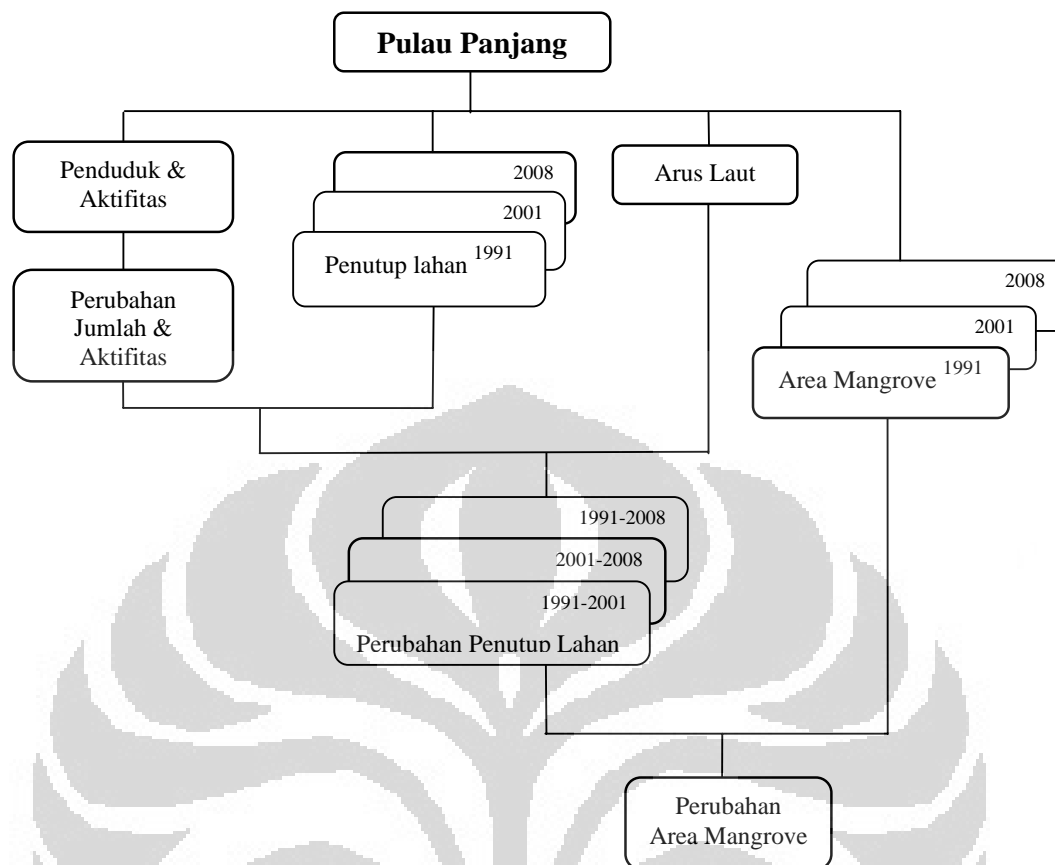 Pulau Panjang
Penduduk &
Aktifitas
2008
2001
Penutup lahan 1991
Arus Laut
Perubahan
Jumlah &
Aktifitas
2008
2001
Area Mangrove 1991
1991-2008
2001-2008
1991-2001
Perubahan Penutup Lahan
Perubahan
Area Mangrove